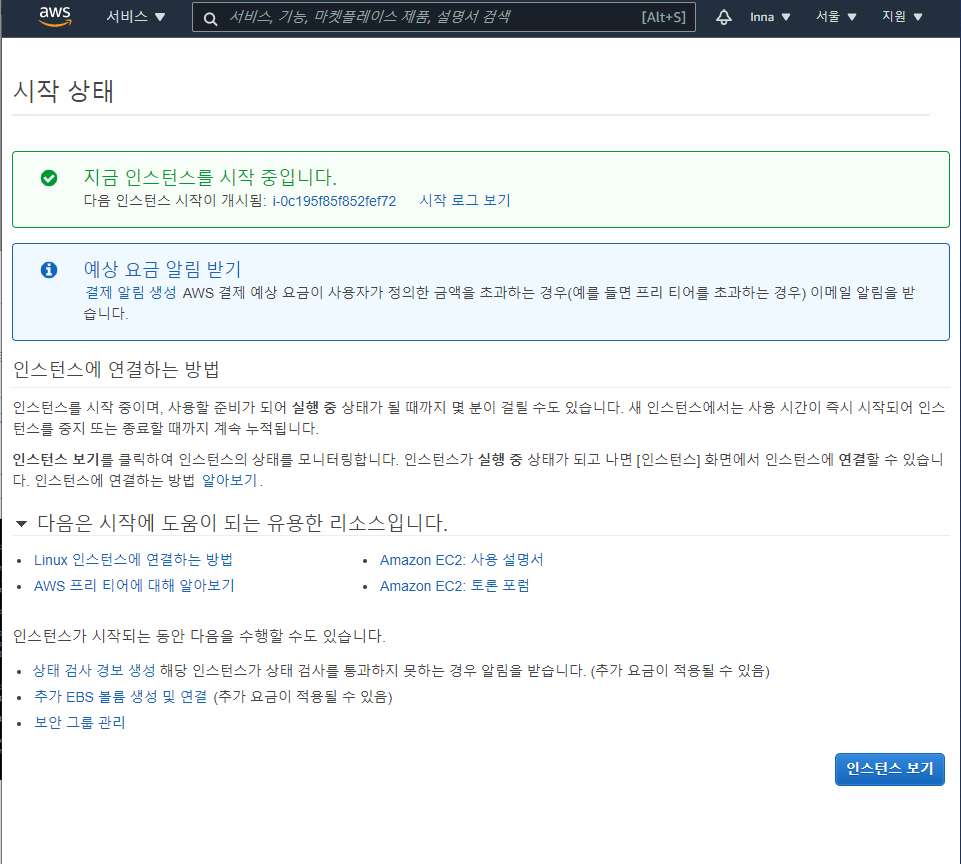 aws 서비스 ▼ 서비스, 기능, 마켓플레이스 제품, 설명서 검색 [Alt+S] Inna ▼ 서울 ▼ 지원 ▼
시작 상태
지금 인스턴스를 시작 중입니다.
다음 인스턴스 시작이 개시됨: i-0c195f85f852fef72 시작 로그 보기
예상 요금 알림 받기
결제 알림 생성 AWS 결제 예상 요금이 사용자가 정의한 금액을 초과하는 경우(예를 들면 프리 티어를 초과하는 경우) 이메일 알림을 받
습니다.
인스턴스에 연결하는 방법
인스턴스를 시작 중이며, 사용할 준비가 되어 실행 중 상태가 될 때까지 몇 분이 걸릴 수도 있습니다. 새 인스턴스에서는 사용 시간이 즉시 시작되어 인스
턴스를 중지 또는 종료할 때까지 계속 누적됩니다.
인스턴스 보기를 클릭하여 인스턴스의 상태를 모니터링합니다. 인스턴스가 실행 중 상태가 되고 나면 [인스턴스] 화면에서 인스턴스에 연결할 수 있습니
다. 인스턴스에 연결하는 방법 알아보기.
▼ 다음은 시작에 도움이 되는 유용한 리소스입니다.
• Linux 인스턴스에 연결하는 방법 • Amazon EC2: 사용 설명서
• AWS 프리 티어에 대해 알아보기 • Amazon EC2: 토론 포럼
인스턴스가 시작되는 동안 다음을 수행할 수도 있습니다.
• 상태 검사 경보 생성 해당 인스턴스가 상태 검사를 통과하지 못하는 경우 알림을 받습니다. (추가 요금이 적용될 수 있음)
• 추가 EBS 볼륨 생성 및 연결 (추가 요금이 적용될 수 있음)
• 보안 그룹 관리
인스턴스 보기